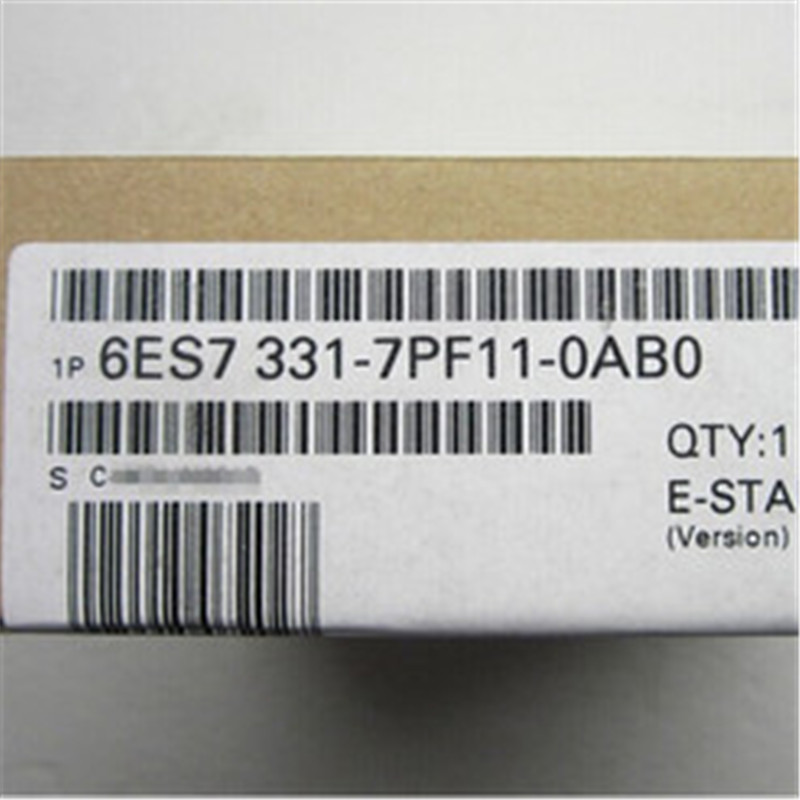 1P 6ES7 331-7PF11-0AB0
S C-
QTY:1
E-STA
(Version)